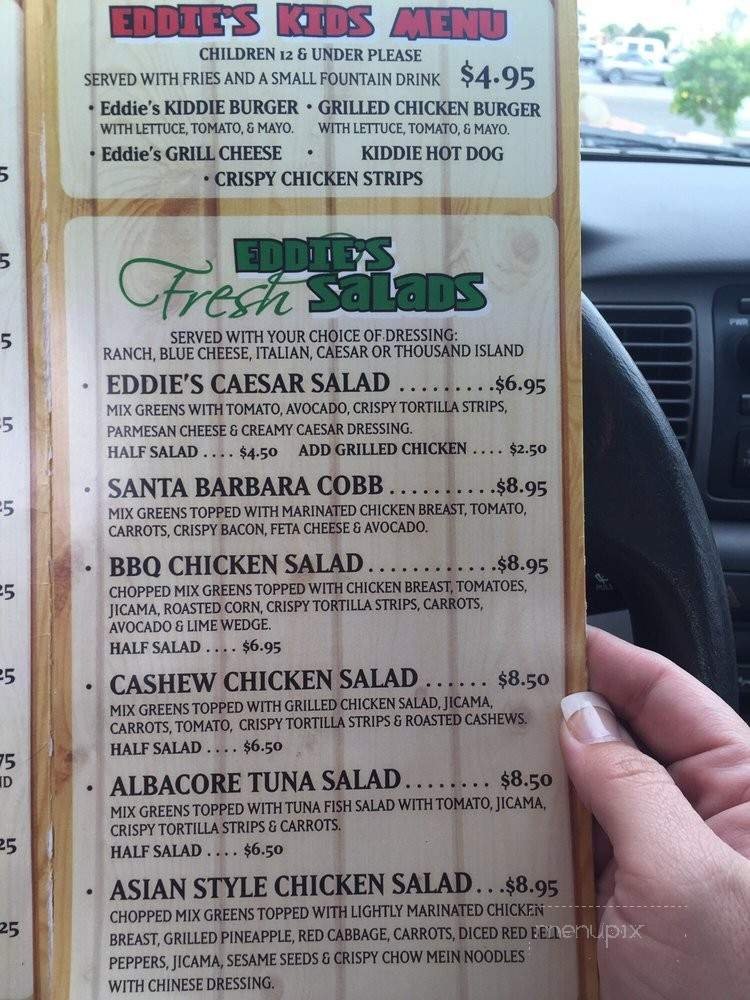 EDDIE'S KIDS MENU
CHILDREN 12 & UNDER PLEASE
SERVED WITH FRIES AND A SMALL FOUNTAIN DRINK $4.95
• Eddie's KIDDIE BURGER • GRILLED CHICKEN BURGER
WITH LETTUCE, TOMATO, & MAYO. WITH LETTUCE, TOMATO, & MAYO.
• Eddie's GRILL CHEESE • KIDDIE HOT DOG
• CRISPY CHICKEN STRIPS
EDDIE'S
Fresh SALADS
SERVED WITH YOUR CHOICE OF DRESSING:
RANCH, BLUE CHEESE, ITALIAN, CAESAR OR THOUSAND ISLAND
• EDDIE'S CAESAR SALAD .........$6.95
MIX GREENS WITH TOMATO, AVOCADO, CRISPY TORTILLA STRIPS,
PARMESAN CHEESE & CREAMY CAESAR DRESSING.
HALF SALAD .... $4.50 ADD GRILLED CHICKEN .... $2.50
• SANTA BARBARA COBB..........$8.95
MIX GREENS TOPPED WITH MARINATED CHICKEN BREAST, TOMATO,
CARROTS, CRISPY BACON, FETA CHEESE & AVOCADO.
• BBQ CHICKEN SALAD............$8.95
CHOPPED MIX GREENS TOPPED WITH CHICKEN BREAST, TOMATOES,
JICAMA, ROASTED CORN, CRISPY TORTILLA STRIPS, CARROTS,
AVOCADO & LIME WEDGE.
HALF SALAD .... $6.95
• CASHEW CHICKEN SALAD ...... $8.50
MIX GREENS TOPPED WITH GRILLED CHICKEN SALAD, JICAMA,
CARROTS, TOMATO, CRISPY TORTILLA STRIPS & ROASTED CASHEWS.
HALF SALAD .... $6.50
• ALBACORE TUNA SALAD........ $8.50
MIX GREENS TOPPED WITH TUNA FISH SALAD WITH TOMATO, JICAMA,
CRISPY TORTILLA STRIPS & CARROTS.
HALF SALAD .... $6.50
• ASIAN STYLE CHICKEN SALAD...$8.95
CHOPPED MIX GREENS TOPPED WITH LIGHTLY MARINATED CHICKEN
BREAST, GRILLED PINEAPPLE, RED CABBAGE, CARROTS, DICED RED BELL
PEPPERS, JICAMA, SESAME SEEDS & CRISPY CHOW MEIN NOODLES
WITH CHINESE DRESSING.
menupix